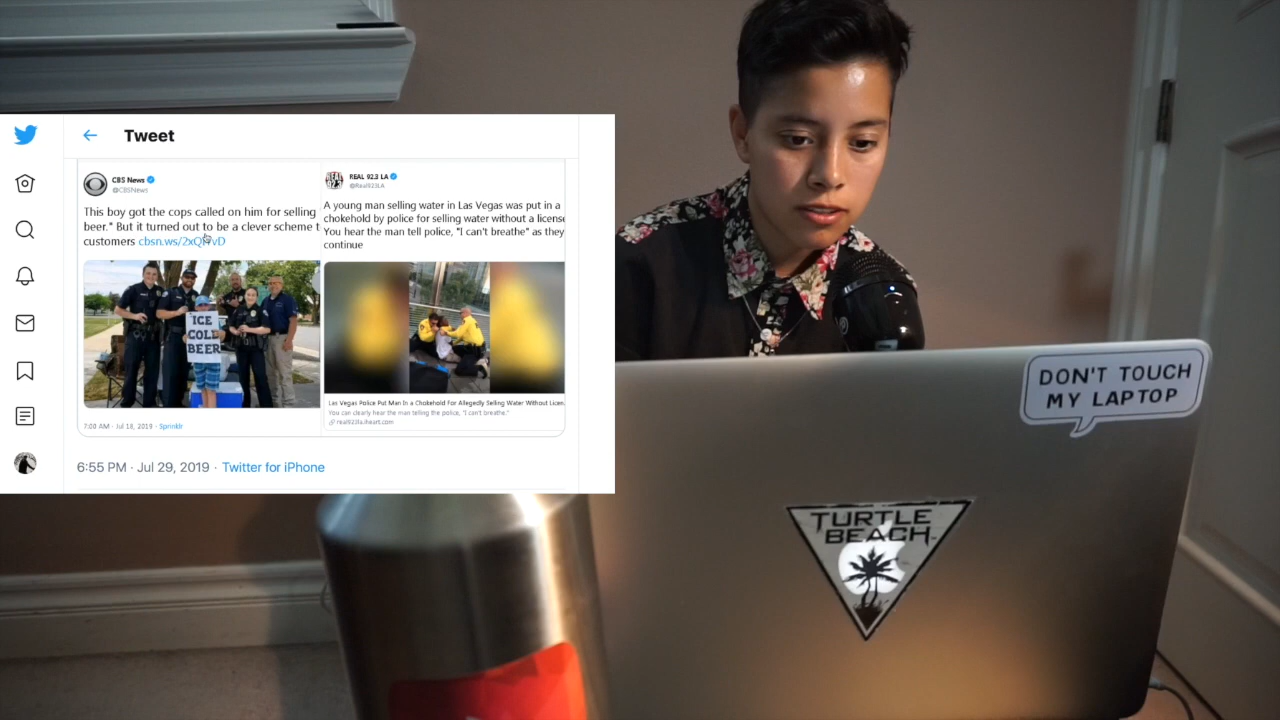 Tweet
CBS News
@CBSNews
This boy got the cops called on him for selling
beer." But it turned out to be a clever scheme t
customers cbsn.ws/2xQ
ICE
COLD
BEER
7:00 AM · Jul 18, 2019 · Sprinklr
REAL 92.3 LA
@Real923LA
A young man selling water in Las Vegas was put in a
chokehold by police for selling water without a license
You hear the man tell police, "I can't breathe" as they
continue
Las Vegas Police Put Man In a Chokehold For Allegedly Selling Water Without Licen
You can clearly hear the man telling the police, "I can't breathe."
real923la.iheart.com
6:55 PM · Jul 29, 2019 · Twitter for iPhone
DON'T TOUCH
MY LAPTOP
TURTLE
BEACH